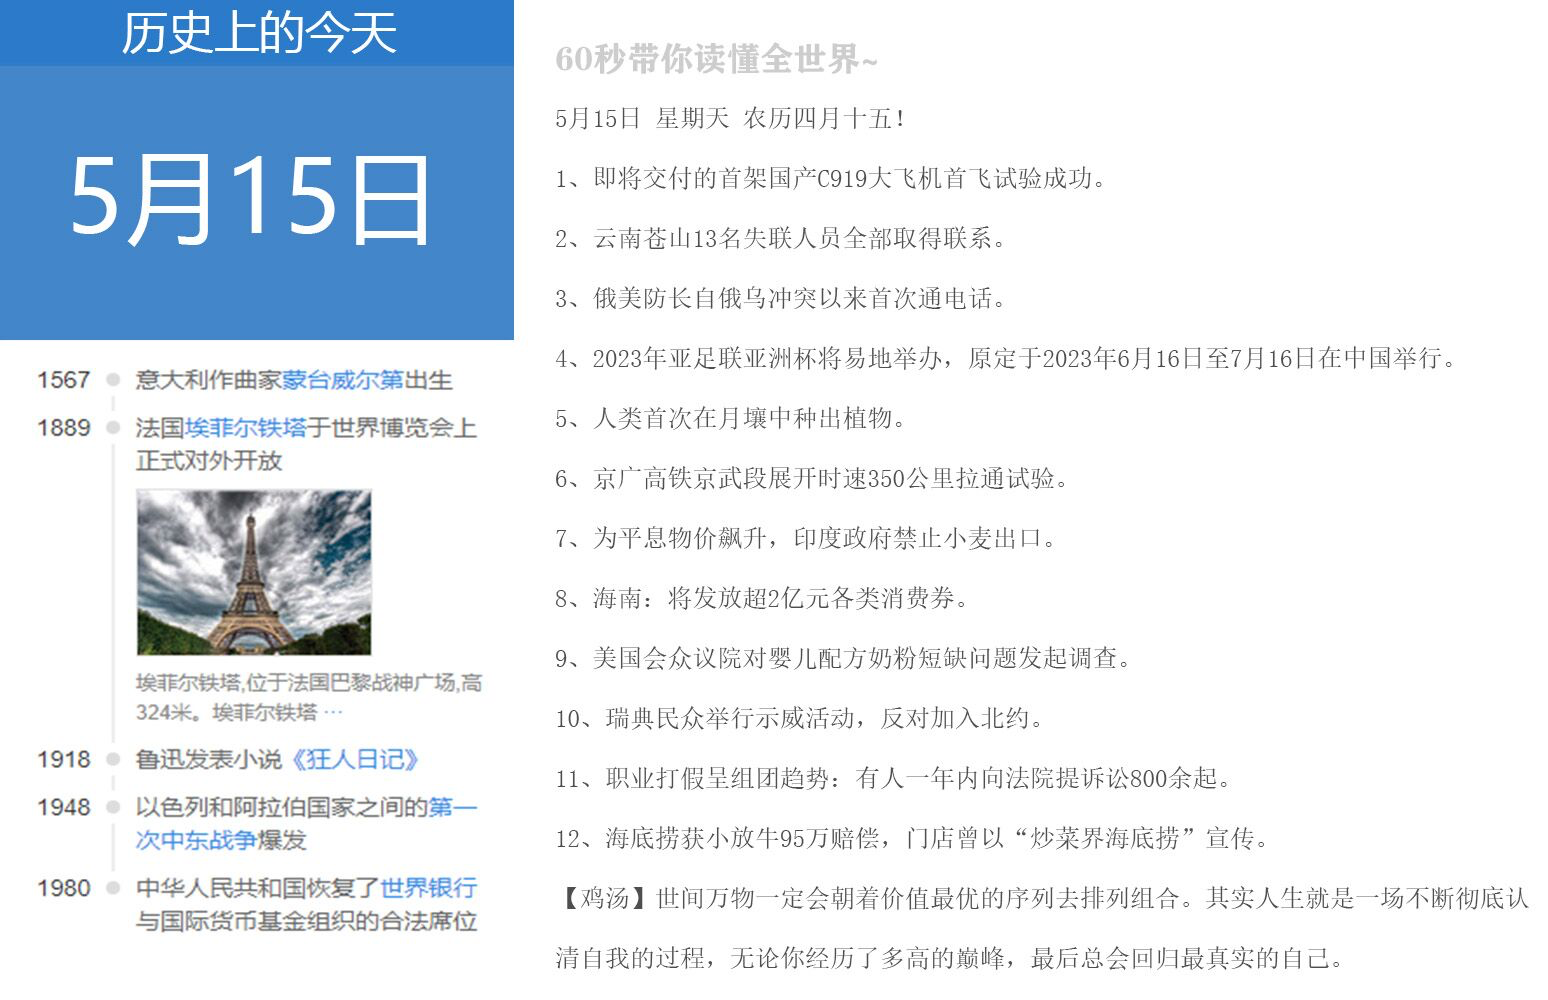 历史上的今天
5月15日
1567 意大利作曲家蒙台威尔第出生
1889 法国埃菲尔铁塔于世界博览会上
正式对外开放
埃菲尔铁塔,位于法国巴黎战神广场,高
324米。埃菲尔铁塔 ···
1918 鲁迅发表小说《狂人日记》
1948 以色列和阿拉伯国家之间的第一
次中东战争爆发
1980 中华人民共和国恢复了世界银行
与国际货币基金组织的合法席位
60秒带你读懂全世界~
5月15日 星期天 农历四月十五!
1、即将交付的首架国产C919大飞机首飞试验成功。
2、云南苍山13名失联人员全部取得联系。
3、俄美防长自俄乌冲突以来首次通电话。
4、2023年亚足联亚洲杯将易地举办，原定于2023年6月16日至7月16日在中国举行。
5、人类首次在月壤中种出植物。
6、京广高铁京武段展开时速350公里拉通试验。
7、为平息物价飙升，印度政府禁止小麦出口。
8、海南：将发放超2亿元各类消费券。
9、美国会众议院对婴儿配方奶粉短缺问题发起调查。
10、瑞典民众举行示威活动，反对加入北约。
11、职业打假呈组团趋势：有人一年内向法院提诉讼800余起。
12、海底捞获小放牛95万赔偿，门店曾以“炒菜界海底捞”宣传。
【鸡汤】世间万物一定会朝着价值最优的序列去排列组合。其实人生就是一场不断彻底认
清自我的过程，无论你经历了多高的巅峰，最后总会回归最真实的自己。